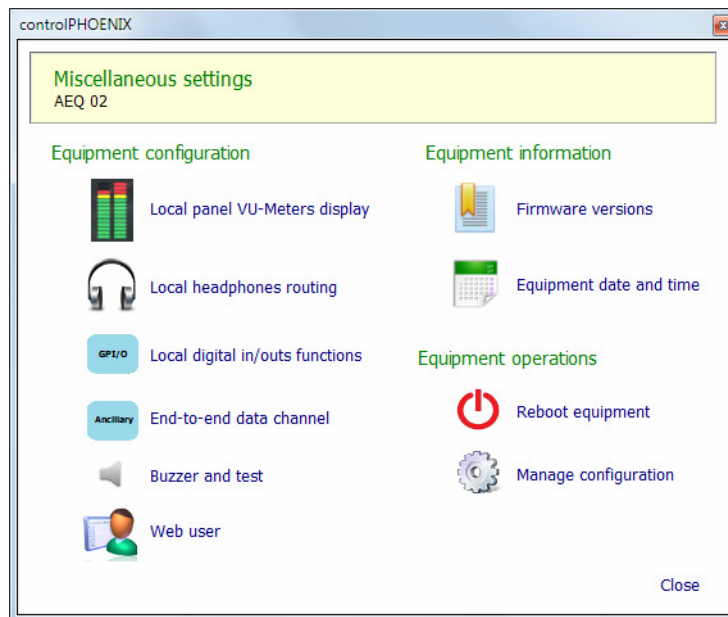 controlPHOENIX
Miscellaneous settings
AEQ 02
Equipment configuration
Local panel VU-Meters display
Local headphones routing
GPI/O
Local digital in/outs functions
Ancillary
End-to-end data channel
Buzzer and test
Web user
Equipment information
Firmware versions
Equipment date and time
Equipment operations
Reboot equipment
Manage configuration
Close